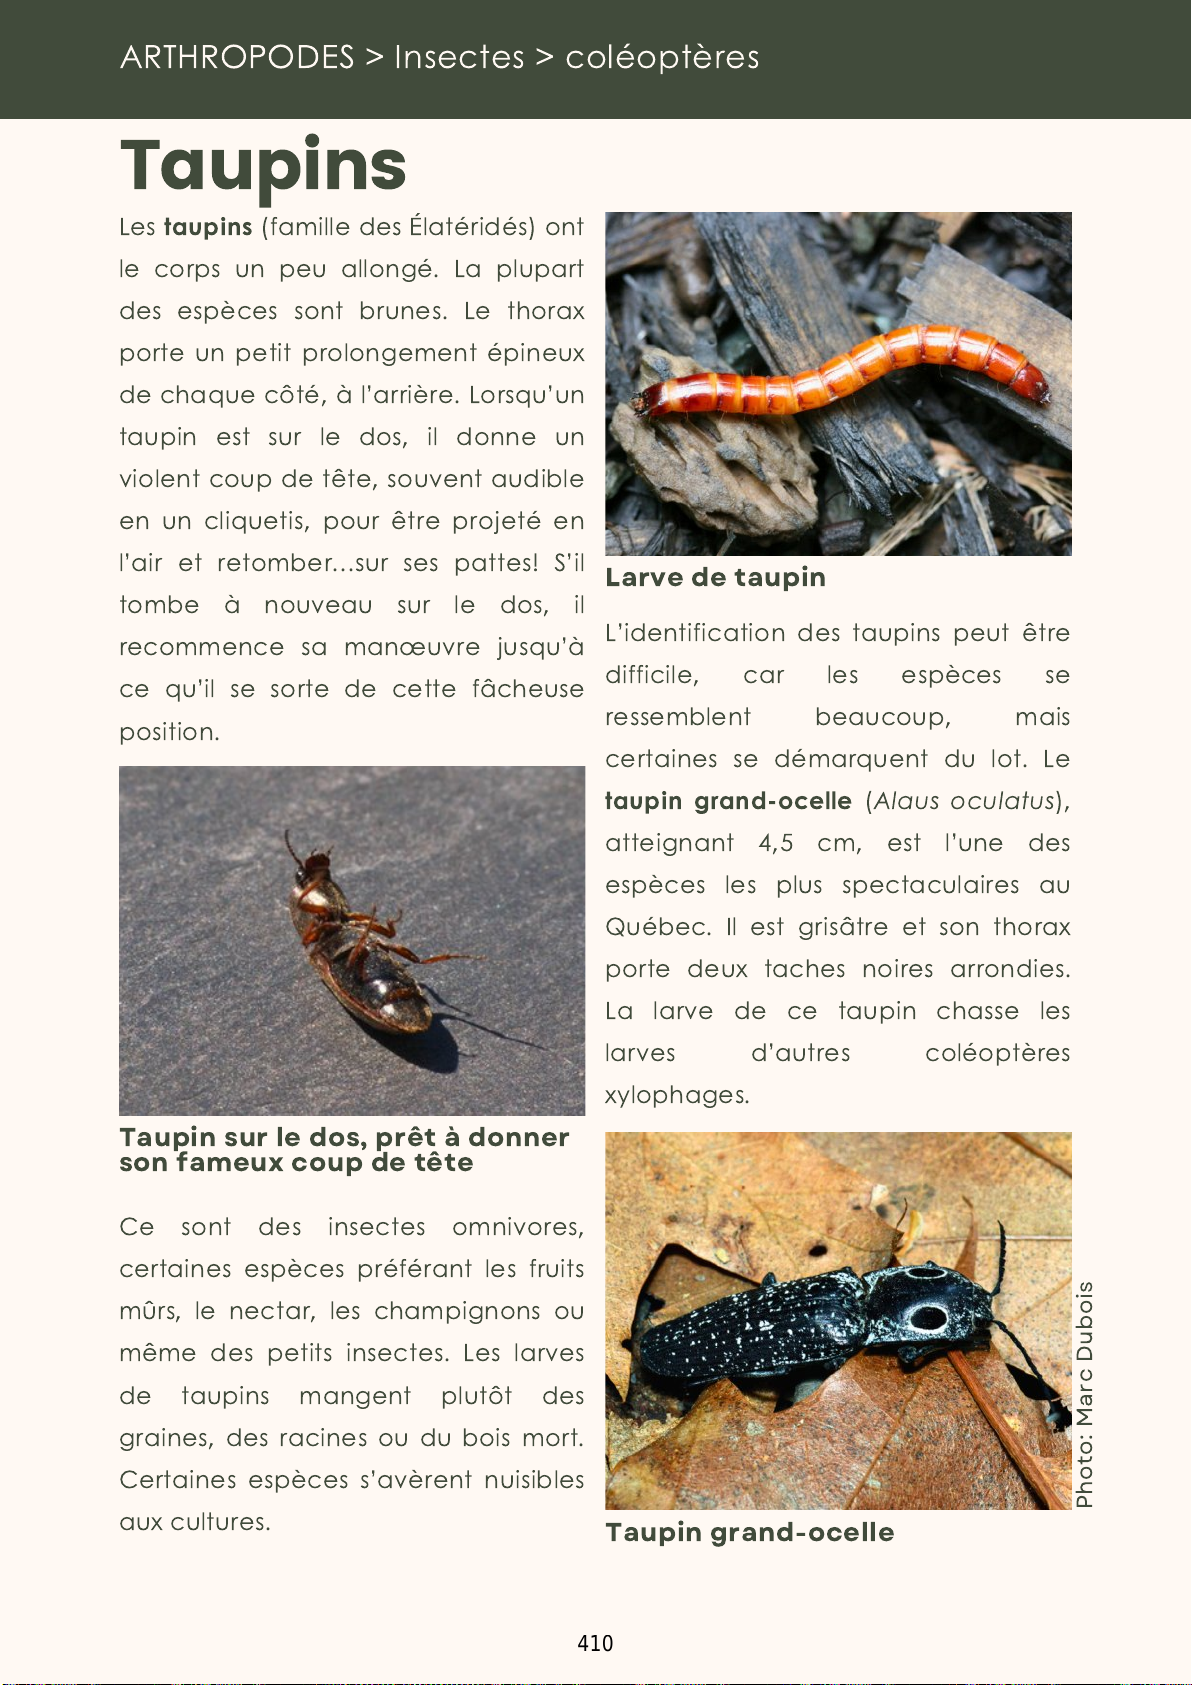 ARTHROPODES > Insectes > coléoptères
Taupins
Les taupins (famille des Élatéridés) ont
le corps un peu allongé. La plupart
des espèces sont brunes. Le thorax
porte un petit prolongement épineux
de chaque côté, à l'arrière. Lorsqu'un
taupin est sur le dos, il donne un
violent coup de tête, souvent audible
en un cliquetis, pour être projeté en
l'air et retomber...sur ses pattes! S'il
tombe à nouveau sur le dos, il
recommence sa manœuvre jusqu'à
ce qu'il se sorte de cette fâcheuse
position.
Taupin sur le dos, prêt à donner
son fameux coup de tête
Ce sont des insectes omnivores,
certaines espèces préférant les fruits
mûrs, le nectar, les champignons ou
même des petits insectes. Les larves
de taupins mangent plutôt des
graines, des racines ou du bois mort.
Certaines espèces s'avèrent nuisibles
aux cultures.
Larve de taupin
L'identification des taupins peut être
difficile, car les espèces se
ressemblent beaucoup, mais
certaines se démarquent du lot. Le
taupin grand-ocelle (Alaus oculatus),
atteignant 4,5 cm, est l'une des
espèces les plus spectaculaires au
Québec. Il est grisâtre et son thorax
porte deux taches noires arrondies.
La larve de ce taupin chasse les
larves d'autres coléoptères
xylophages.
Photo: Marc Dubois
Taupin grand-ocelle
410